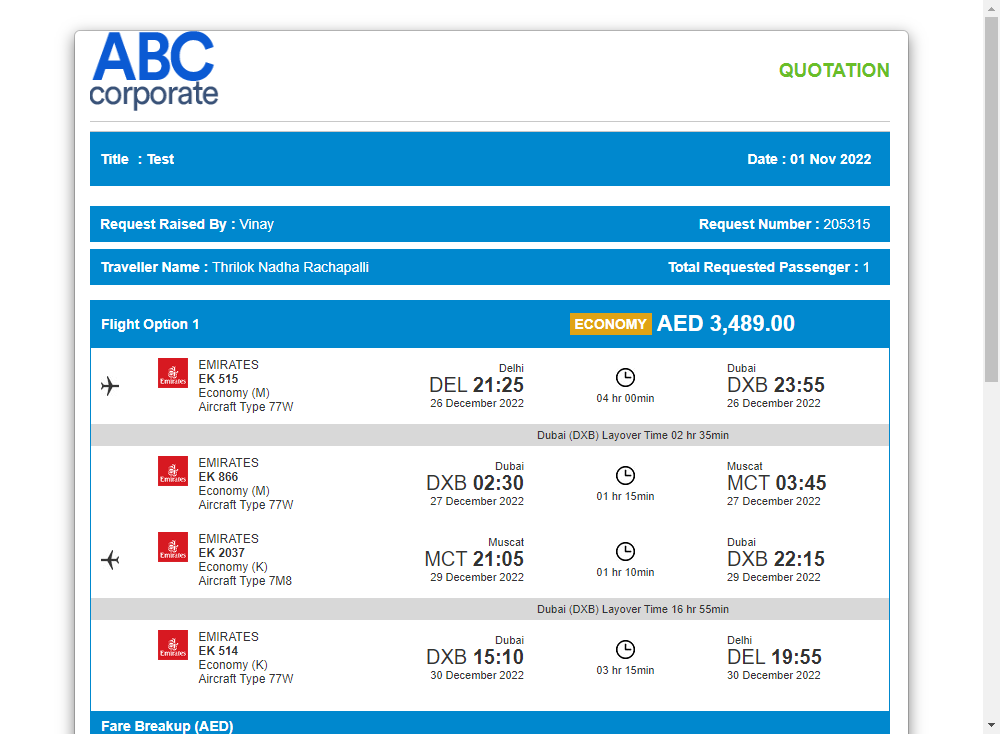 ABC
corporate
QUOTATION
Title : Test
Date : 01 Nov 2022
Request Raised By : Vinay
Request Number : 205315
Traveller Name : Thrilok Nadha Rachapalli
Total Requested Passenger : 1
Flight Option 1
ECONOMY AED 3,489.00
Emirates
EMIRATES
EK 515
Economy (M)
Aircraft Type 77W
Delhi
DEL 21:25
26 December 2022
04 hr 00min
Dubai
DXB 23:55
26 December 2022
Dubai (DXB) Layover Time 02 hr 35min
Emirates
EMIRATES
EK 866
Economy (M)
Aircraft Type 77W
Dubai
DXB 02:30
27 December 2022
01 hr 15min
Muscat
MCT 03:45
27 December 2022
Emirates
EMIRATES
EK 2037
Economy (K)
Aircraft Type 7M8
Muscat
MCT 21:05
29 December 2022
01 hr 10min
Dubai
DXB 22:15
29 December 2022
Dubai (DXB) Layover Time 16 hr 55min
Emirates
EMIRATES
EK 514
Economy (K)
Aircraft Type 77W
Dubai
DXB 15:10
30 December 2022
03 hr 15min
Delhi
DEL 19:55
30 December 2022
Fare Breakup (AED)